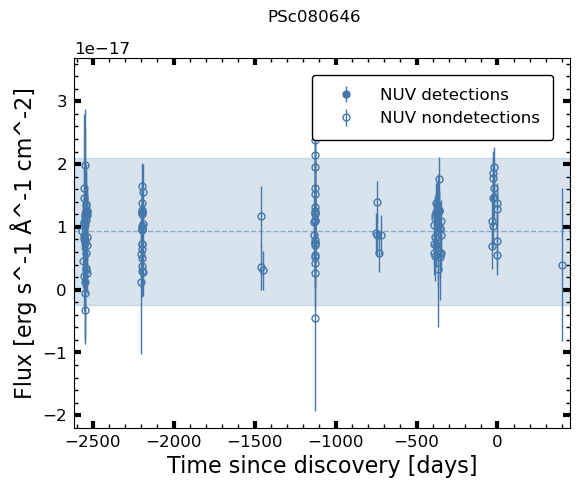 PSc080646
1e−17
NUV detections
NUV nondetections
3
2
1
0
−1
−2
Flux [erg s^-1 Å^-1 cm^-2]
−2500 −2000 −1500 −1000 −500 0
Time since discovery [days]